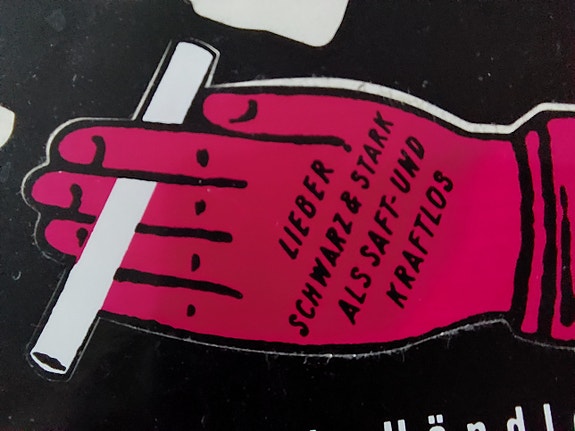 LIEBER
SCHWARZ & STARK
ALS SAFT- UND
KRAFTLOS